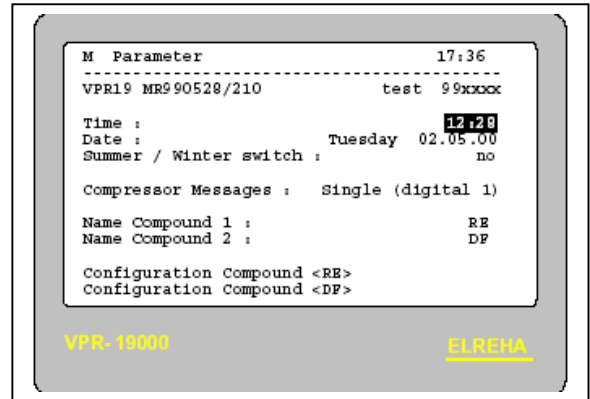 M Parameter 17:36
VPR19 MR990528/210 test 99xxxx
Time : 12:28
Date : Tuesday 02.05.00
Summer / Winter switch : no
Compressor Messages : Single (digital 1)
Name Compound 1 : RE
Name Compound 2 : DF
Configuration Compound <RE>
Configuration Compound <DF>
VPR-19000 ELREHA